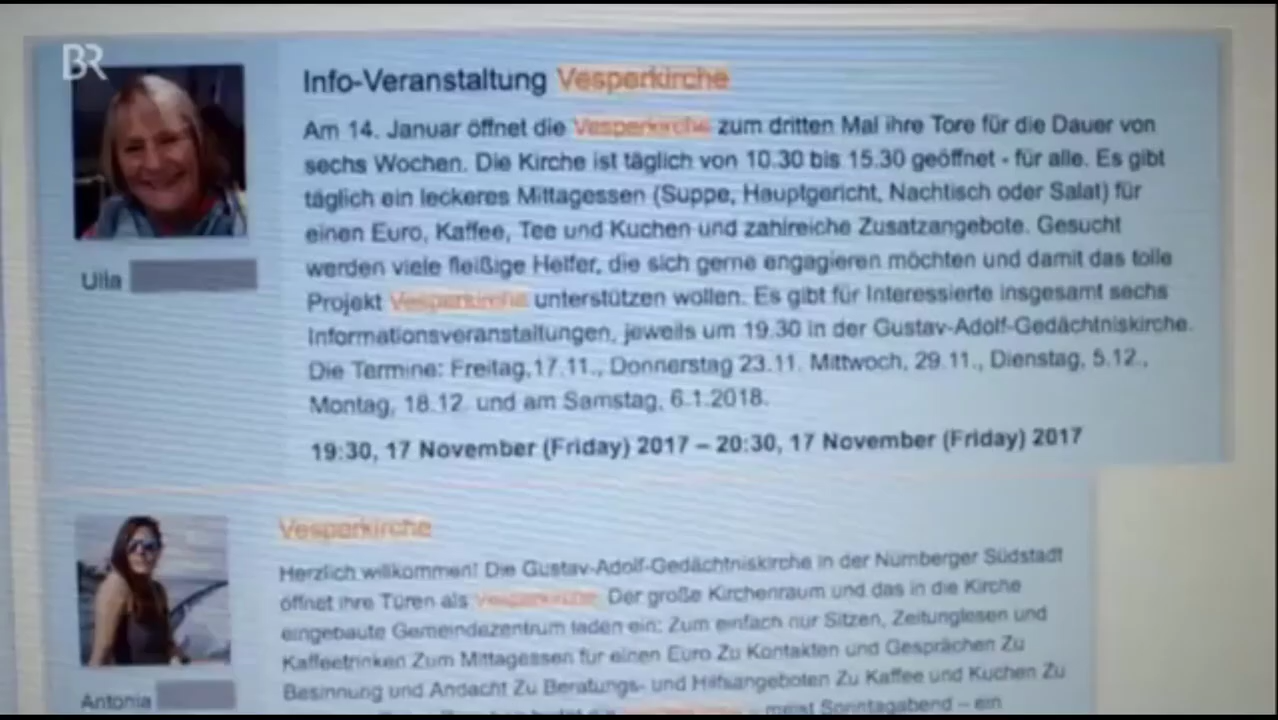 BR
Info-Veranstaltung Vesperkirche
Am 14. Januar öffnet die Vesperkirche zum dritten Mal ihre Tore für die Dauer von
sechs Wochen. Die Kirche ist täglich von 10.30 bis 15.30 geöffnet - für alle. Es gibt
täglich ein leckeres Mittagessen (Suppe, Hauptgericht, Nachtisch oder Salat) für
einen Euro, Kaffee, Tee und Kuchen und zahlreiche Zusatzangebote. Gesucht
werden viele fleißige Helfer, die sich gerne engagieren möchten und damit das tolle
Ulla
Projekt Vesperkirche unterstützen wollen. Es gibt für Interessierte insgesamt sechs
Informationsveranstaltungen, jeweils um 19.30 in der Gustav-Adolf-Gedächtniskirche.
Die Termine: Freitag,17.11., Donnerstag 23.11. Mittwoch, 29.11., Dienstag, 5.12.,
Montag, 18.12. und am Samstag, 6.1.2018.
19:30, 17 November (Friday) 2017 – 20:30, 17 November (Friday) 2017
Vesperkirche
Herzlich willkommen! Die Gustav-Adolf-Gedächtniskirche in der Nürnberger Südstadt
öffnet ihre Türen als Vesperkirche. Der große Kirchenraum und das in die Kirche
eingebaute Gemeindezentrum laden ein: Zum einfach nur Sitzen, Zeitunglesen und
Kaffeetrinken Zum Mittagessen für einen Euro Zu Kontakten und Gesprächen Zu
Besinnung und Andacht Zu Beratungs- und Hilfsangeboten Zu Kaffee und Kuchen Zu
Antonia
– meist Sonntagabend – ein